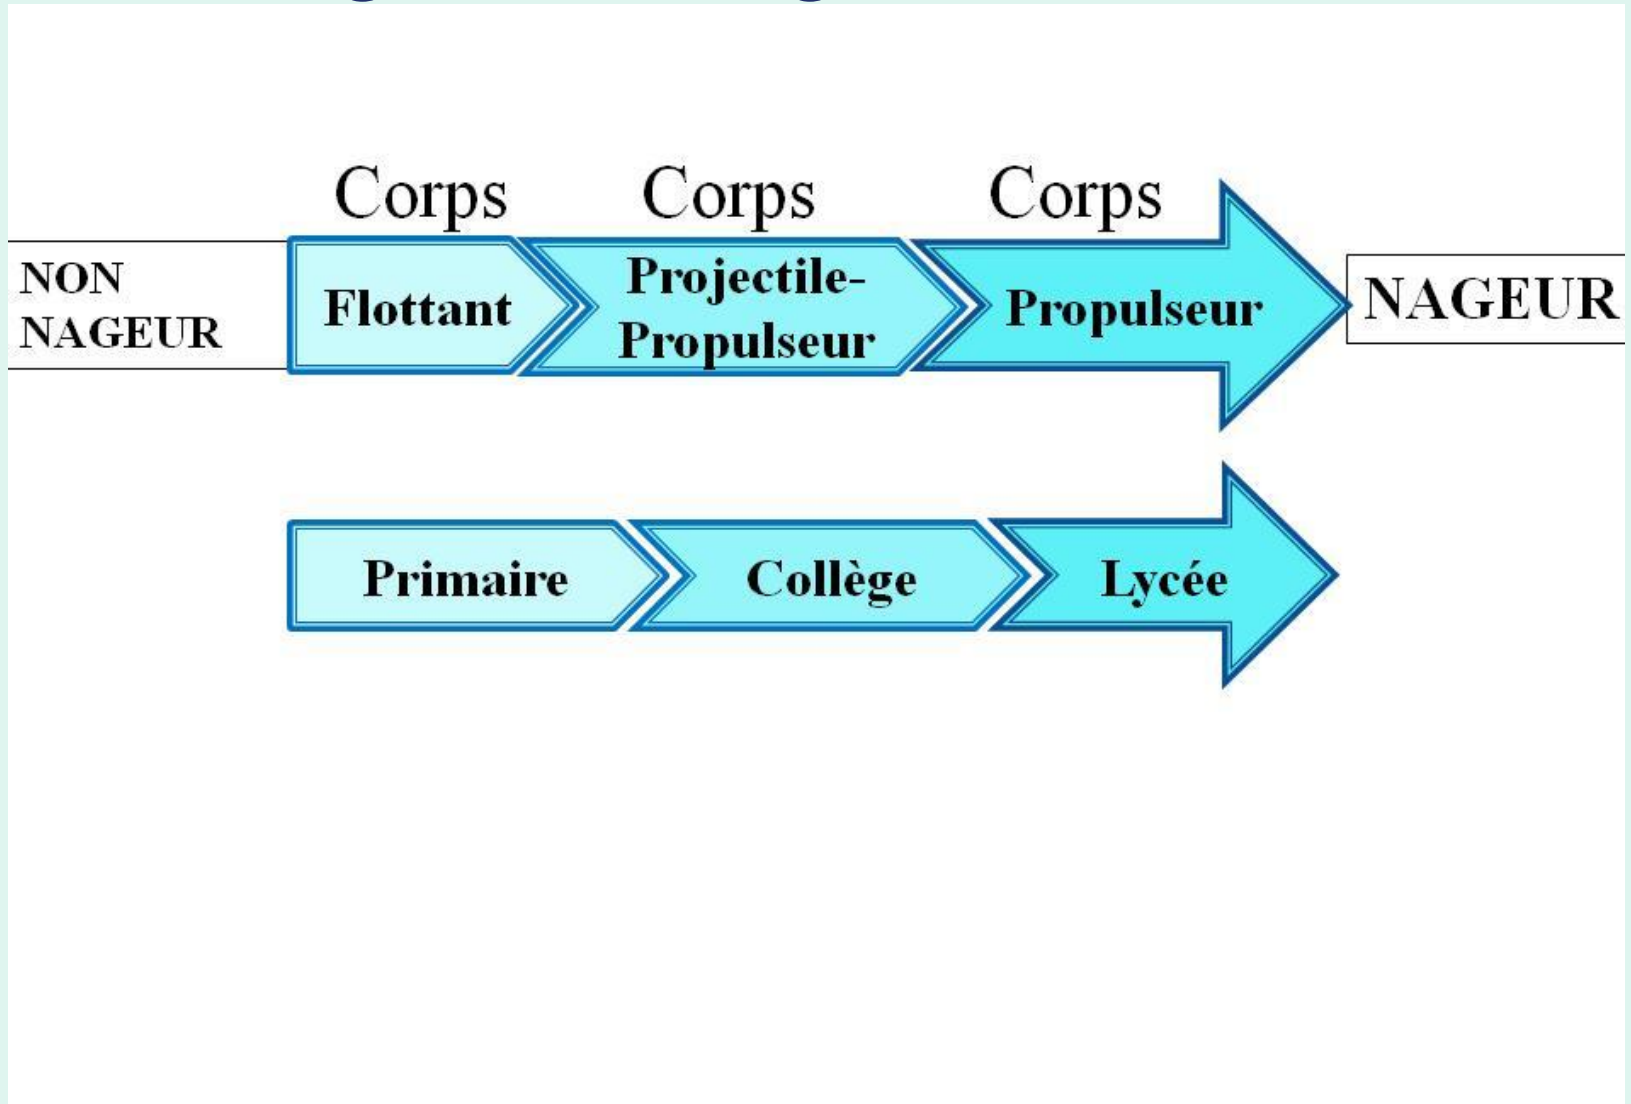 Corps Corps Corps
NON
NAGEUR
Flottant
Projectile-
Propulseur
Propulseur
NAGEUR
Primaire
Collège
Lycée